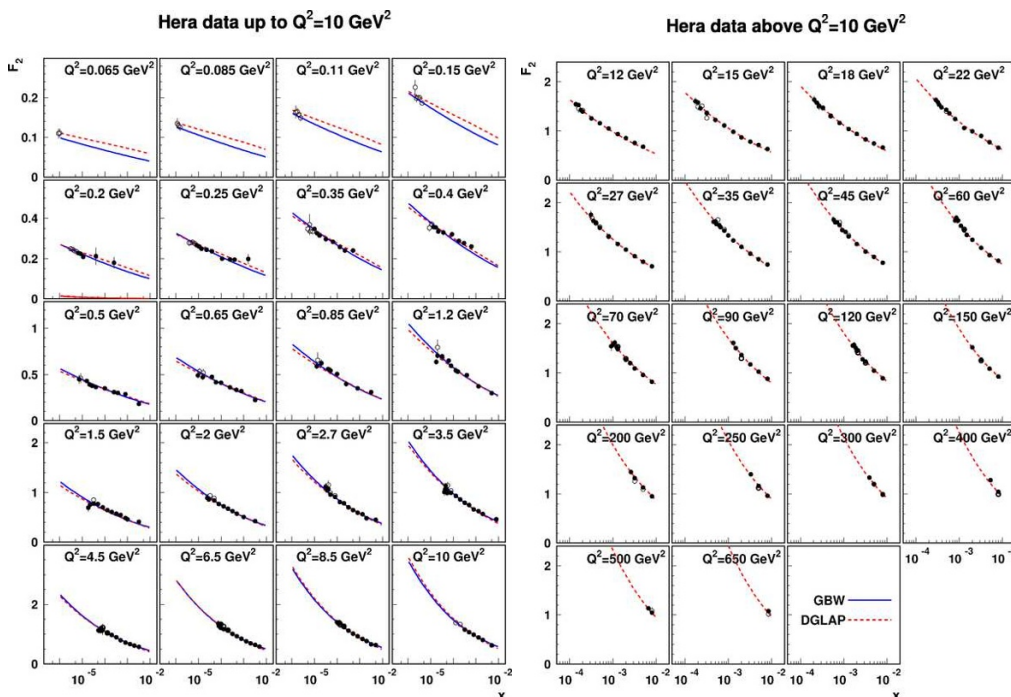 Hera data up to Q²=10 GeV²
F₂
Q²=0.065 GeV² Q²=0.085 GeV² Q²=0.11 GeV² Q²=0.15 GeV²
0.2
0.1
0
Q²=0.2 GeV² Q²=0.25 GeV² Q²=0.35 GeV² Q²=0.4 GeV²
0.4
0.2
0
Q²=0.5 GeV² Q²=0.65 GeV² Q²=0.85 GeV² Q²=1.2 GeV²
1
0.5
0
Q²=1.5 GeV² Q²=2 GeV² Q²=2.7 GeV² Q²=3.5 GeV²
2
1
0
Q²=4.5 GeV² Q²=6.5 GeV² Q²=8.5 GeV² Q²=10 GeV²
2
0
10⁻⁵ 10⁻² 10⁻⁵ 10⁻² 10⁻⁵ 10⁻² 10⁻⁵ 10⁻²
x
Hera data above Q²=10 GeV²
F₂
Q²=12 GeV² Q²=15 GeV² Q²=18 GeV² Q²=22 GeV²
2
1
0
Q²=27 GeV² Q²=35 GeV² Q²=45 GeV² Q²=60 GeV²
2
1
0
Q²=70 GeV² Q²=90 GeV² Q²=120 GeV² Q²=150 GeV²
2
1
0
Q²=200 GeV² Q²=250 GeV² Q²=300 GeV² Q²=400 GeV²
2
1
0
10⁻⁴ 10⁻³ 10⁻²
Q²=500 GeV² Q²=650 GeV²
2
1
0
GBW
DGLAP
10⁻⁴ 10⁻³ 10⁻⁴ 10⁻³ 10⁻⁴ 10⁻³ 10⁻²
x